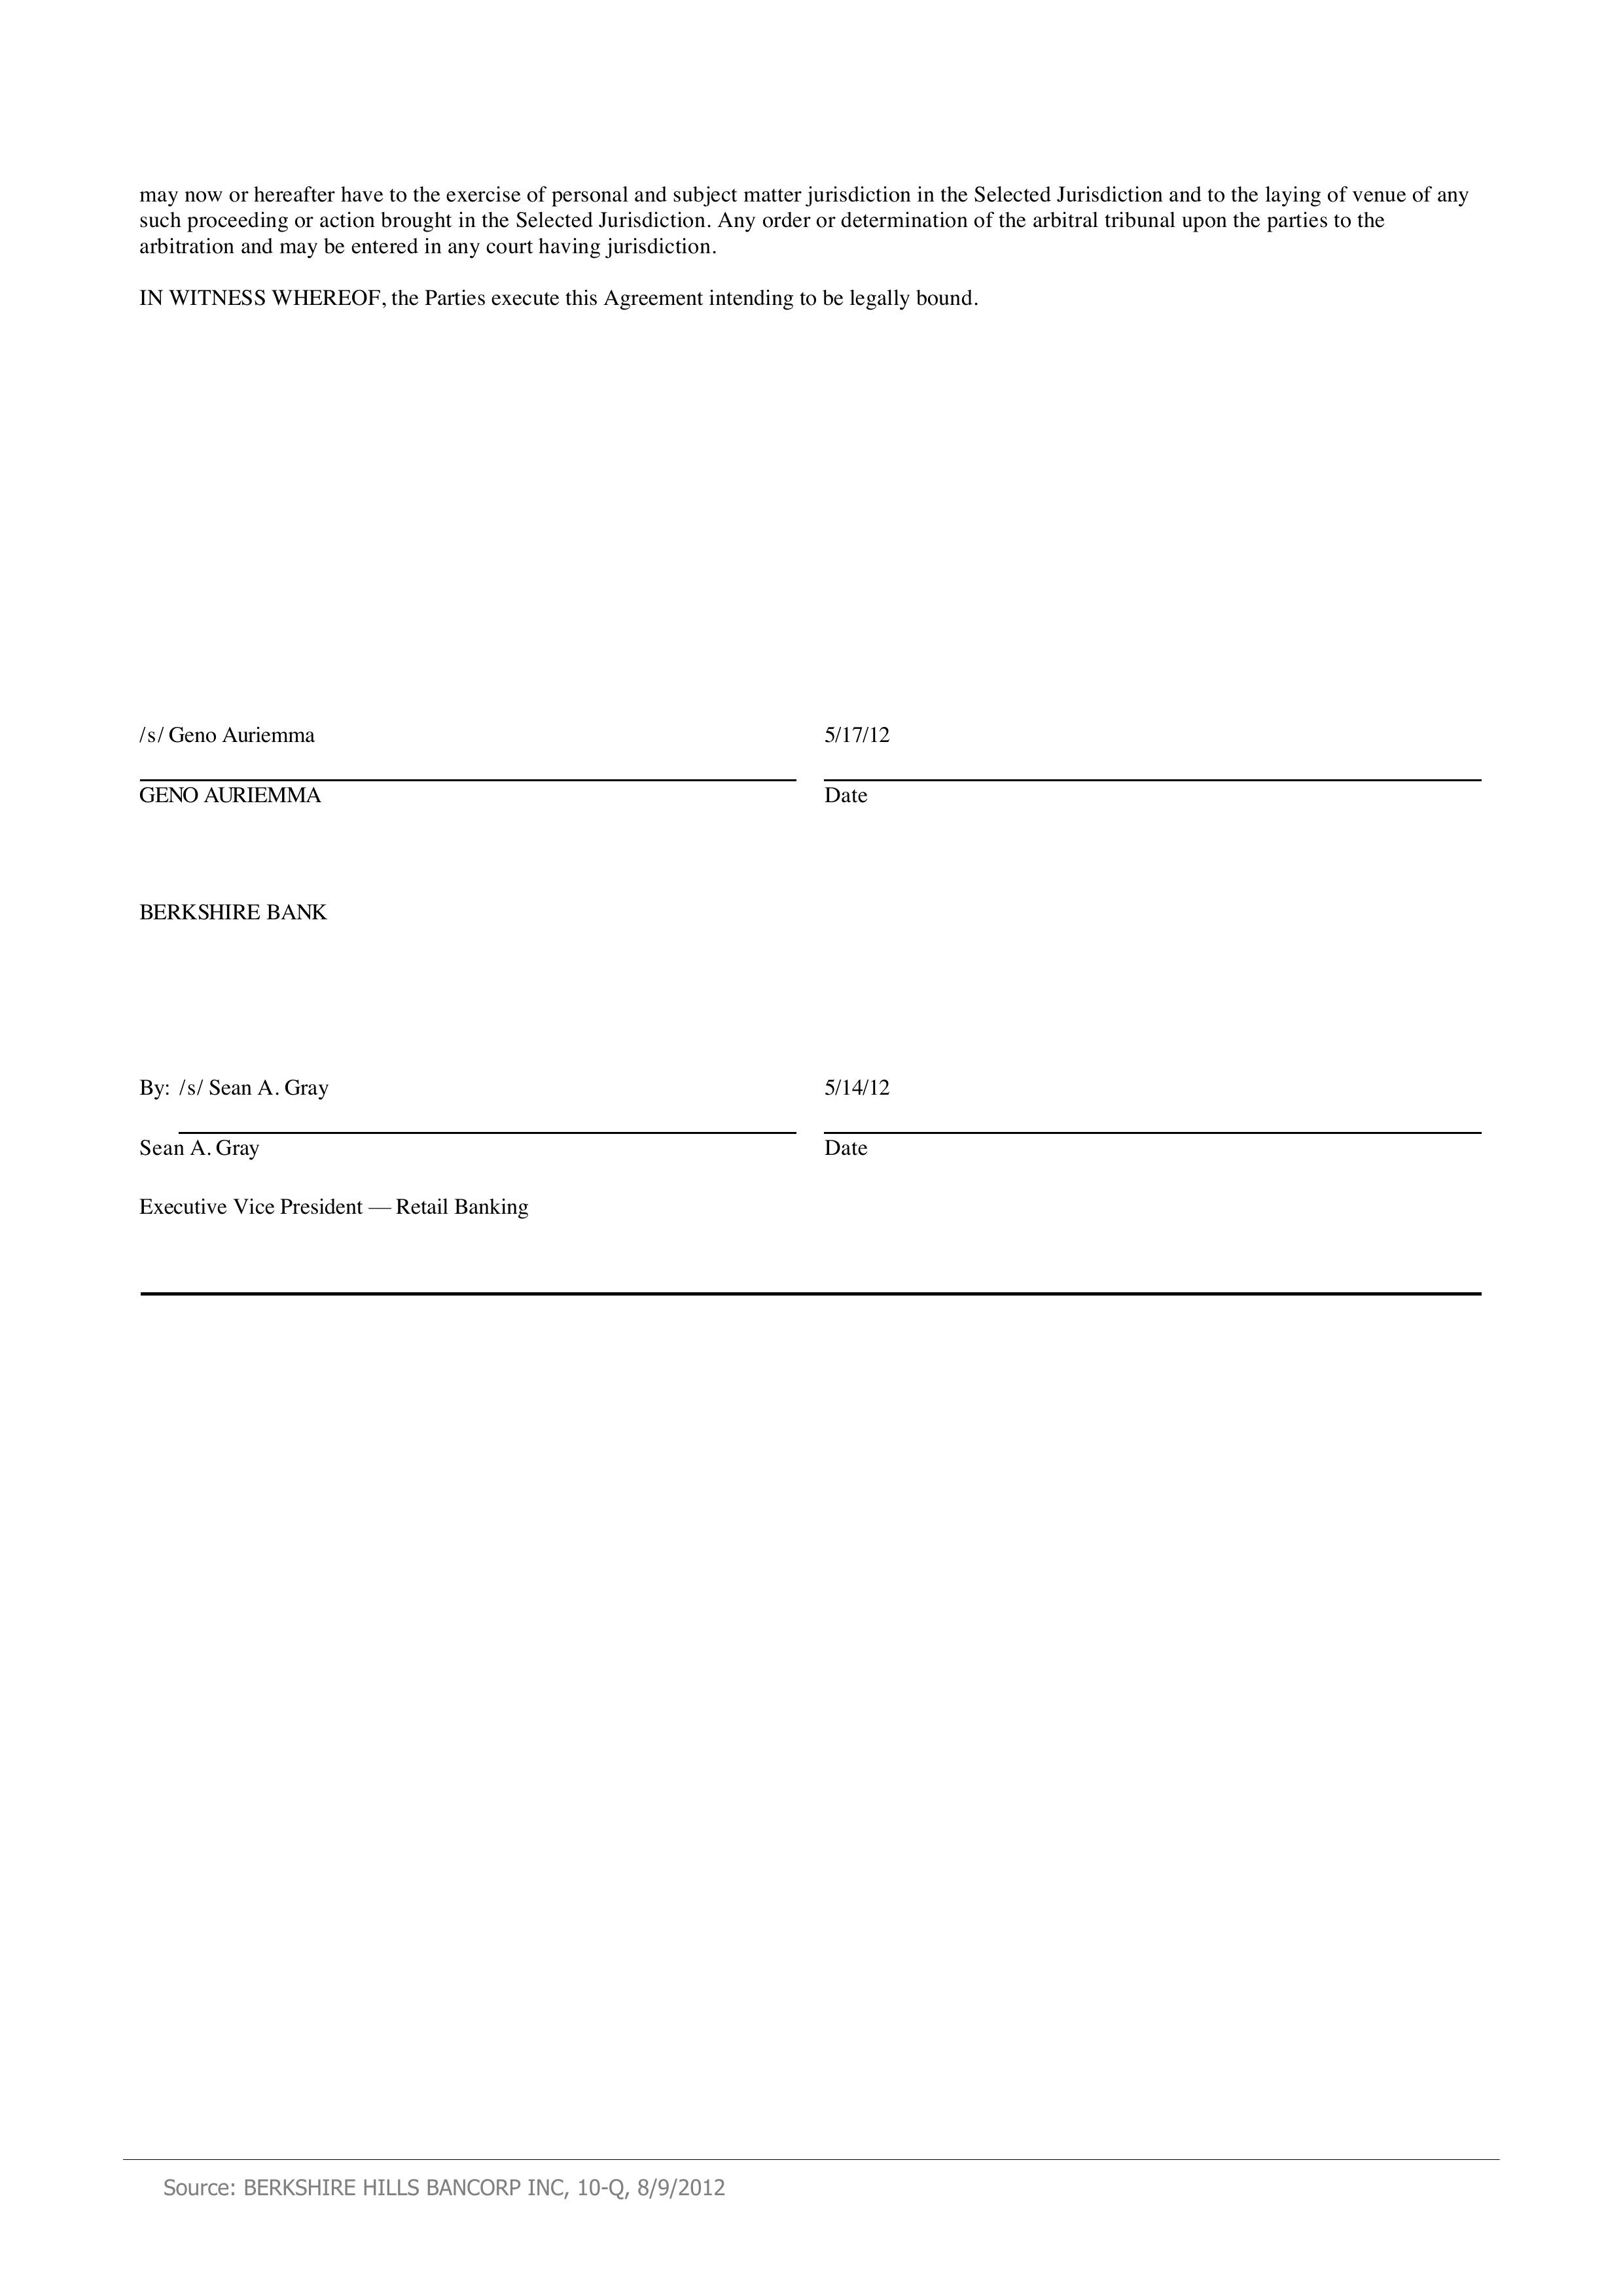 may now or hereafter have to the exercise of personal and subject matter jurisdiction in the Selected Jurisdiction and to the laying of venue of any
such proceeding or action brought in the Selected Jurisdiction. Any order or determination of the arbitral tribunal upon the parties to the
arbitration and may be entered in any court having jurisdiction.
IN WITNESS WHEREOF, the Parties execute this Agreement intending to be legally bound.
/s/ Geno Auriemma 5/17/12
GENO AURIEMMA Date
BERKSHIRE BANK
By: /s/ Sean A. Gray 5/14/12
Sean A. Gray Date
Executive Vice President — Retail Banking
Source: BERKSHIRE HILLS BANCORP INC, 10-Q, 8/9/2012